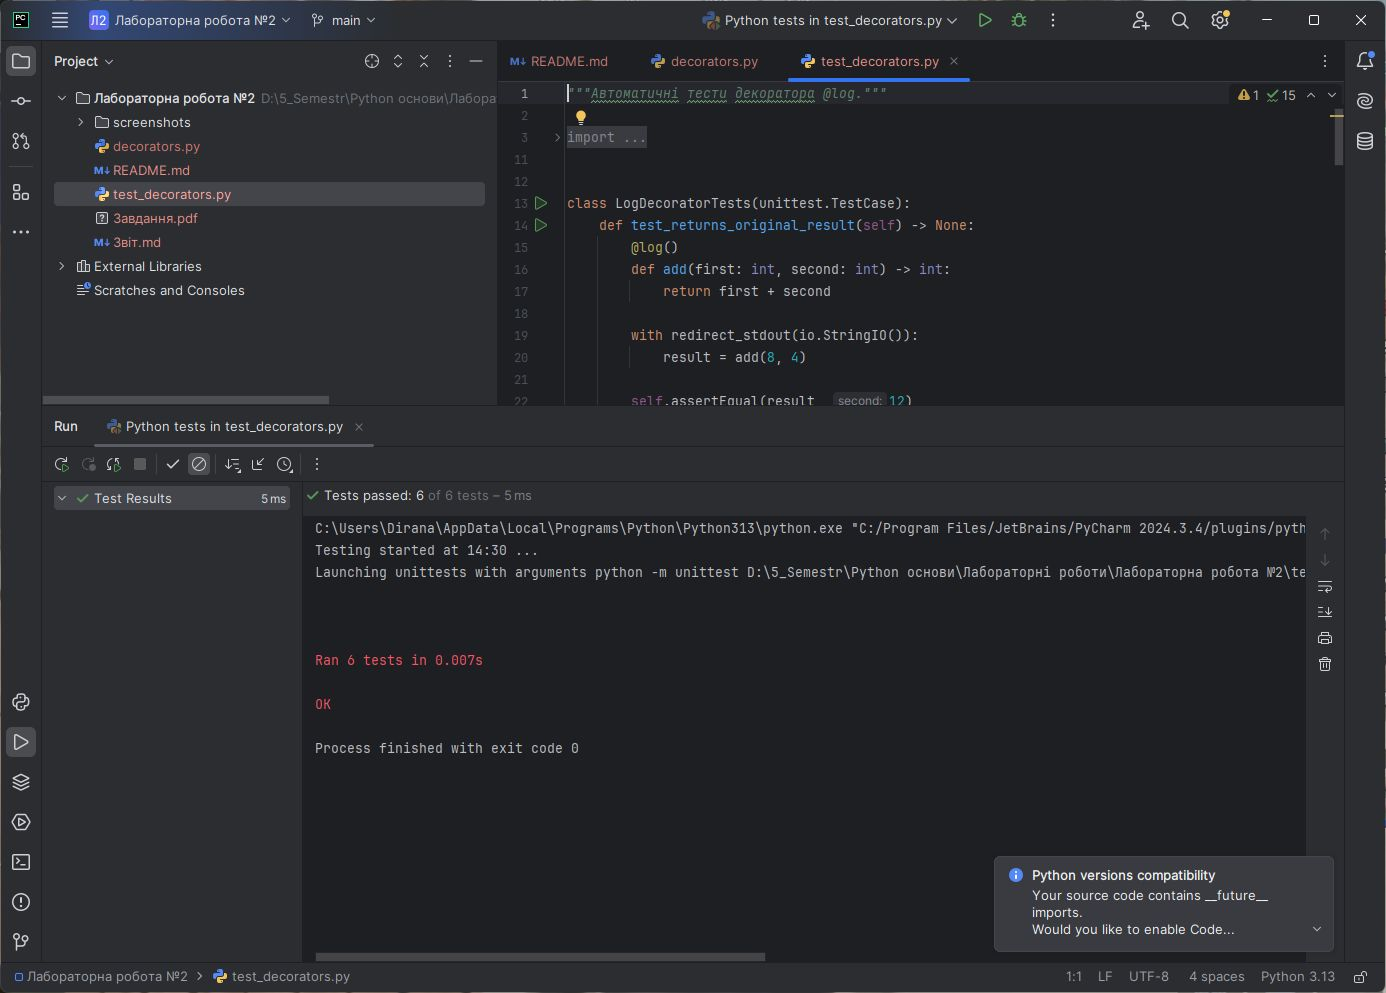 PC
Л2 Лабораторна робота №2
main
Python tests in test_decorators.py
Project
README.md
decorators.py
test_decorators.py
Лабораторна робота №2 D:\5_Semestr\Python основи\Лабора
screenshots
decorators.py
README.md
test_decorators.py
Завдання.pdf
Звіт.md
External Libraries
Scratches and Consoles
1 """Автоматичні тести декоратора @log."""
1 15
2
3 import ...
11
12
13 class LogDecoratorTests(unittest.TestCase):
14 def test_returns_original_result(self) -> None:
15 @log()
16 def add(first: int, second: int) -> int:
17 return first + second
18
19 with redirect_stdout(io.StringIO()):
20 result = add(8, 4)
21
22 self.assertEqual(result second: 12)
Run
Python tests in test_decorators.py
Test Results 5 ms
Tests passed: 6 of 6 tests – 5 ms
C:\Users\Dirana\AppData\Local\Programs\Python\Python313\python.exe "C:/Program Files/JetBrains/PyCharm 2024.3.4/plugins/pyth
Testing started at 14:30 ...
Launching unittests with arguments python -m unittest D:\5_Semestr\Python основи\Лабораторні роботи\Лабораторна робота №2\te
Ran 6 tests in 0.007s
OK
Process finished with exit code 0
Python versions compatibility
Your source code contains __future__
imports.
Would you like to enable Code...
Лабораторна робота №2 > test_decorators.py
1:1 LF UTF-8 4 spaces Python 3.13